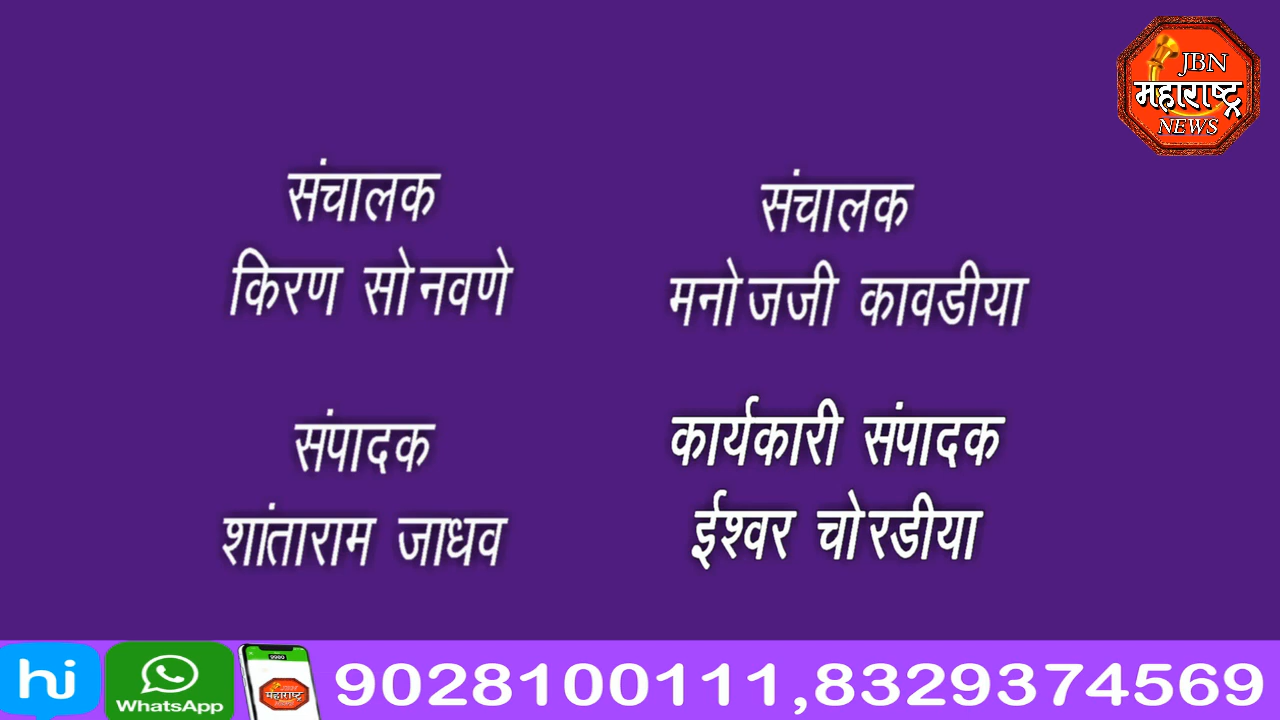 JBN
महाराष्ट्र
NEWS
संचालक
किरण सोनवणे
संचालक
मनोजजी कावडीया
संपादक
शांताराम जाधव
कार्यकारी संपादक
ईश्वर चोरडीया
hi
WhatsApp
महाराष्ट्र
9028100111,8329374569